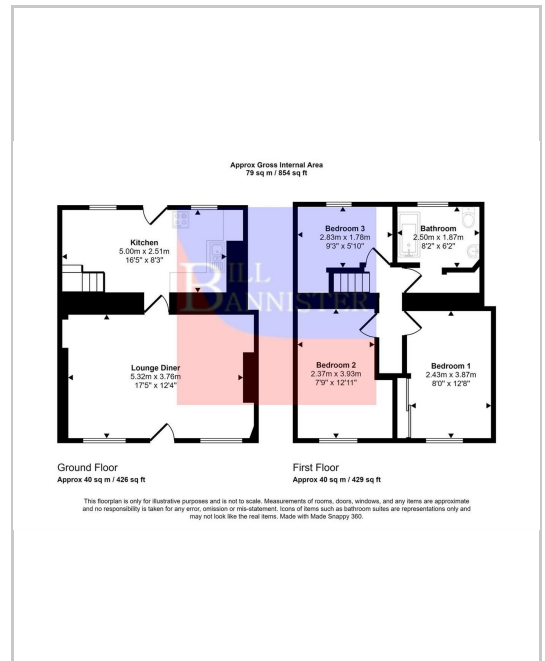 Approx Gross Internal Area
79 sq m / 854 sq ft
Kitchen
5.00m x 2.51m
16'5" x 8'3"
Lounge Diner
5.32m x 3.76m
17'5" x 12'4"
Bedroom 3
2.83m x 1.78m
9'3" x 5'10"
Bathroom
2.50m x 1.87m
8'2" x 6'2"
Bedroom 2
2.37m x 3.93m
7'9" x 12'11"
Bedroom 1
2.43m x 3.87m
8'0" x 12'8"
BILL
BANNISTER
Ground Floor
Approx 40 sq m / 426 sq ft
First Floor
Approx 40 sq m / 429 sq ft
This floorplan is only for illustrative purposes and is not to scale. Measurements of rooms, doors, windows, and any items are approximate
and no responsibility is taken for any error, omission or mis-statement. Icons of items such as bathroom suites are representations only and
may not look like the real items. Made with Made Snappy 360.